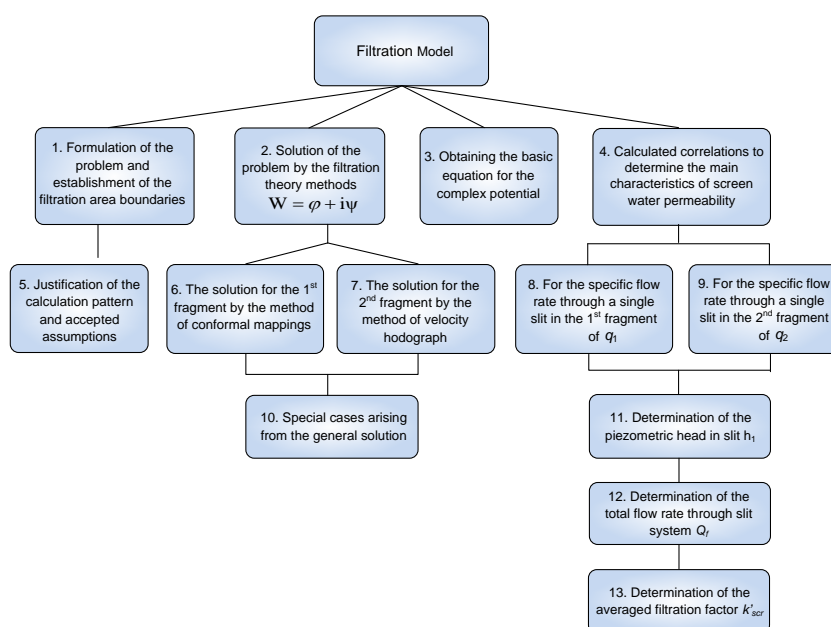 Filtration Model
1. Formulation of the
problem and
establishment of the
filtration area boundaries
2. Solution of the
problem by the filtration
theory methods
W = φ + iψ
3. Obtaining the basic
equation for the
complex potential
4. Calculated correlations to
determine the main
characteristics of screen
water permeability
5. Justification of the
calculation pattern
and accepted
assumptions
6. The solution for the 1st
fragment by the method
of conformal mappings
7. The solution for the
2nd fragment by the
method of velocity
hodograph
8. For the specific flow
rate through a single
slit in the 1st fragment
of q1
9. For the specific flow
rate through a single
slit in the 2nd fragment
of q2
10. Special cases arising
from the general solution
11. Determination of the
piezometric head in slit h1
12. Determination of the
total flow rate through slit
system Qf
13. Determination of the
averaged filtration factor k'scr